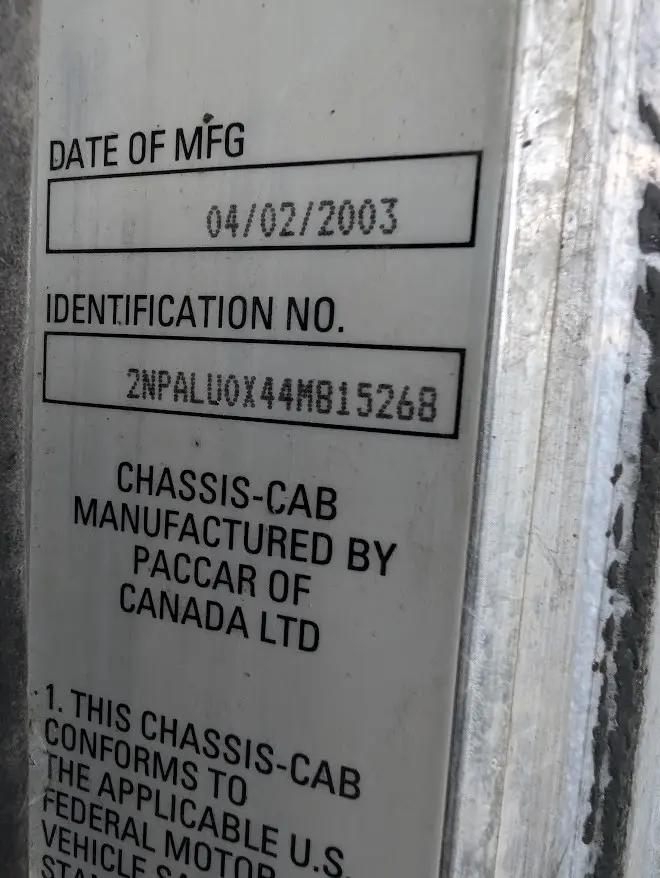 DATE OF MFG
04/02/2003
IDENTIFICATION NO.
2NPALU0X44M815268
CHASSIS-CAB
MANUFACTURED BY
PACCAR OF
CANADA LTD
1. THIS CHASSIS-CAB
CONFORMS TO
THE APPLICABLE U.S.
FEDERAL MOTOR
VEHICLE